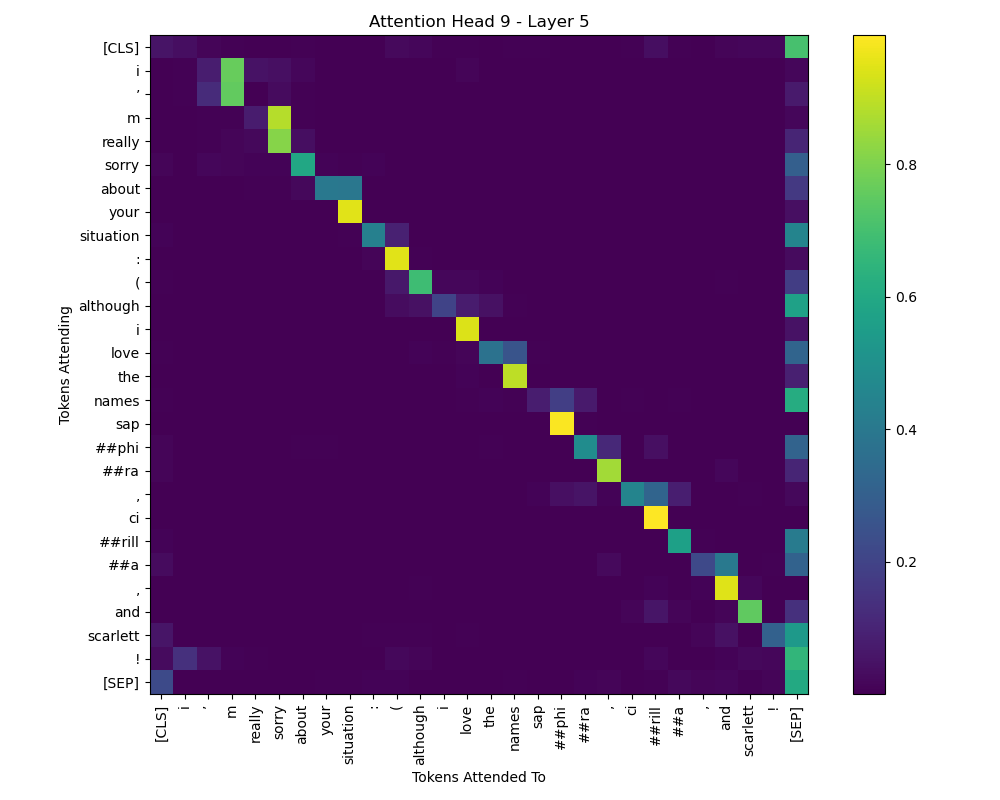 Attention Head 9 - Layer 5
[CLS]
i
'
m
really
sorry
about
your
situation
:
(
although
i
love
the
names
sap
##phi
##ra
,
ci
##rill
##a
,
and
scarlett
!
[SEP]
Tokens Attending
[CLS]
i
'
m
really
sorry
about
your
situation
:
(
although
i
love
the
names
sap
##phi
##ra
,
ci
##rill
##a
,
and
scarlett
!
[SEP]
Tokens Attended To
0.8
0.6
0.4
0.2